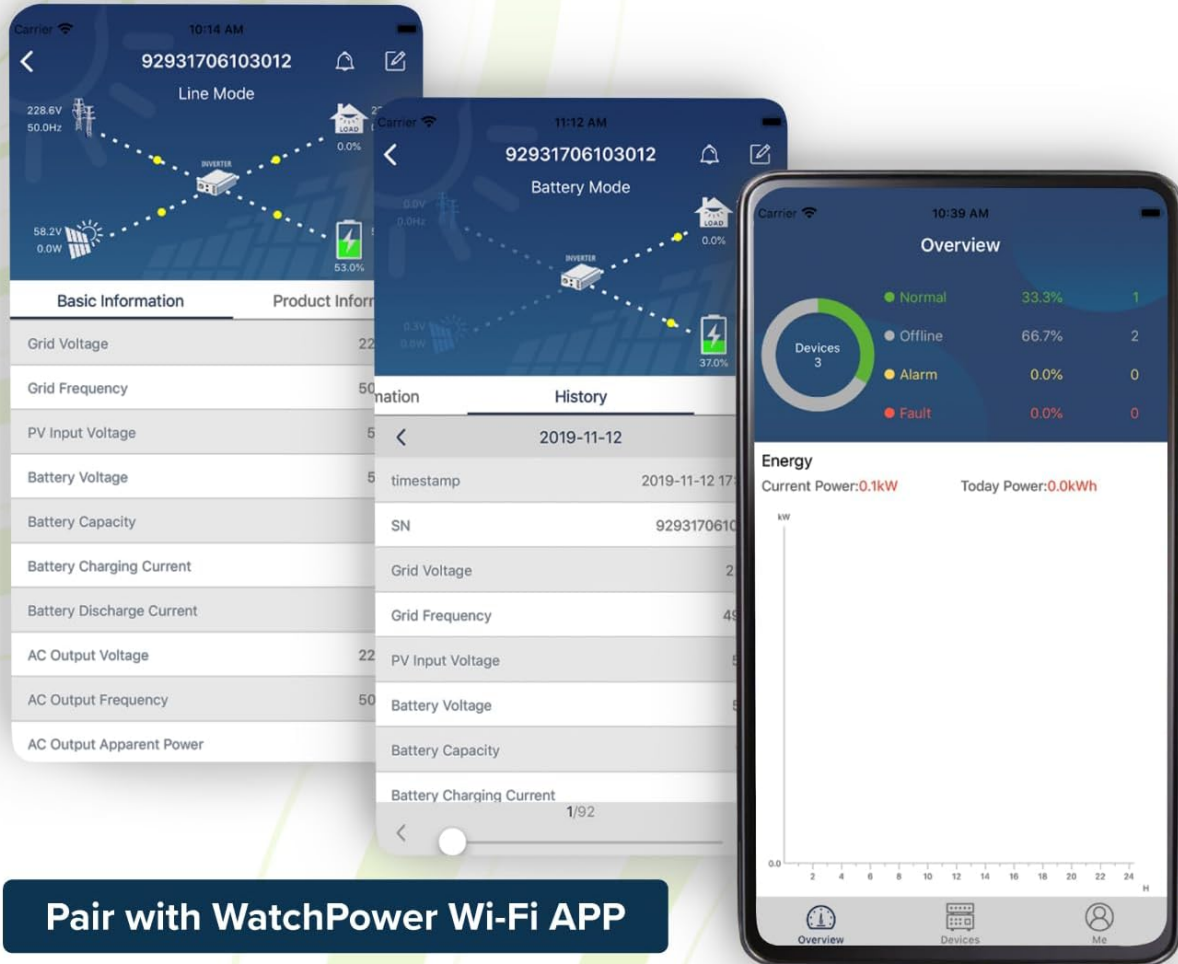 Carrier
10:14 AM
92931706103012
Line Mode
228.6V
50.0Hz
LOAD
0.0%
INVERTER
58.2V
0.0W
53.0%
Basic Information
Grid Voltage
Grid Frequency
PV Input Voltage
Battery Voltage
Battery Capacity
Battery Charging Current
Battery Discharge Current
AC Output Voltage
AC Output Frequency
AC Output Apparent Power
Product
Carrier
11:12 AM
92931706103012
Battery Mode
0.0V
0.0Hz
LOAD
0.0%
INVERTER
0.3V
0.0W
37.0%
History
2019-11-12
timestamp 2019-11-12
SN
Grid Voltage
Grid Frequency
PV Input Voltage
Battery Voltage
Battery Capacity
Battery Charging Current
1/92
Carrier
10:39 AM
Overview
Devices
3
Normal 33.3% 1
Offline 66.7% 2
Alarm 0.0% 0
Fault 0.0% 0
Energy
Current Power:0.1kW Today Power:0.0kWh
kW
0.0
2 4 6 8 10 12 14 16 18 20 22 24
H
Overview Devices Me
Pair with WatchPower Wi-Fi APP